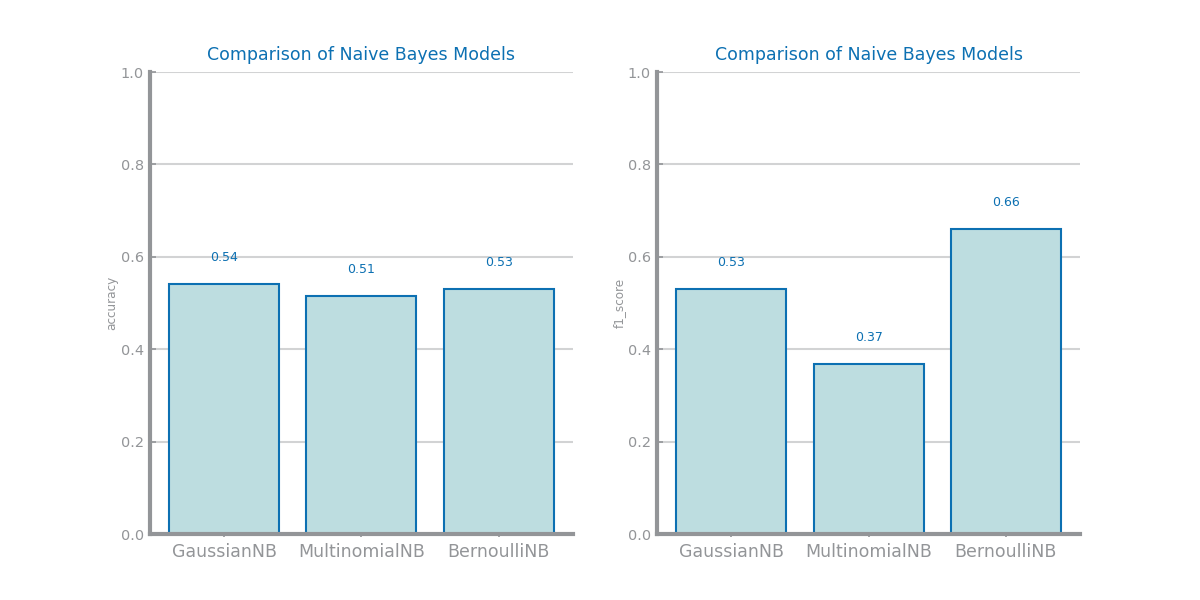 Comparison of Naive Bayes Models
1.0
0.8
0.6
0.4
0.2
0.0
accuracy
0.54
0.51
0.53
GaussianNB
MultinomialNB
BernoulliNB
Comparison of Naive Bayes Models
1.0
0.8
0.6
0.4
0.2
0.0
f1_score
0.53
0.37
0.66
GaussianNB
MultinomialNB
BernoulliNB